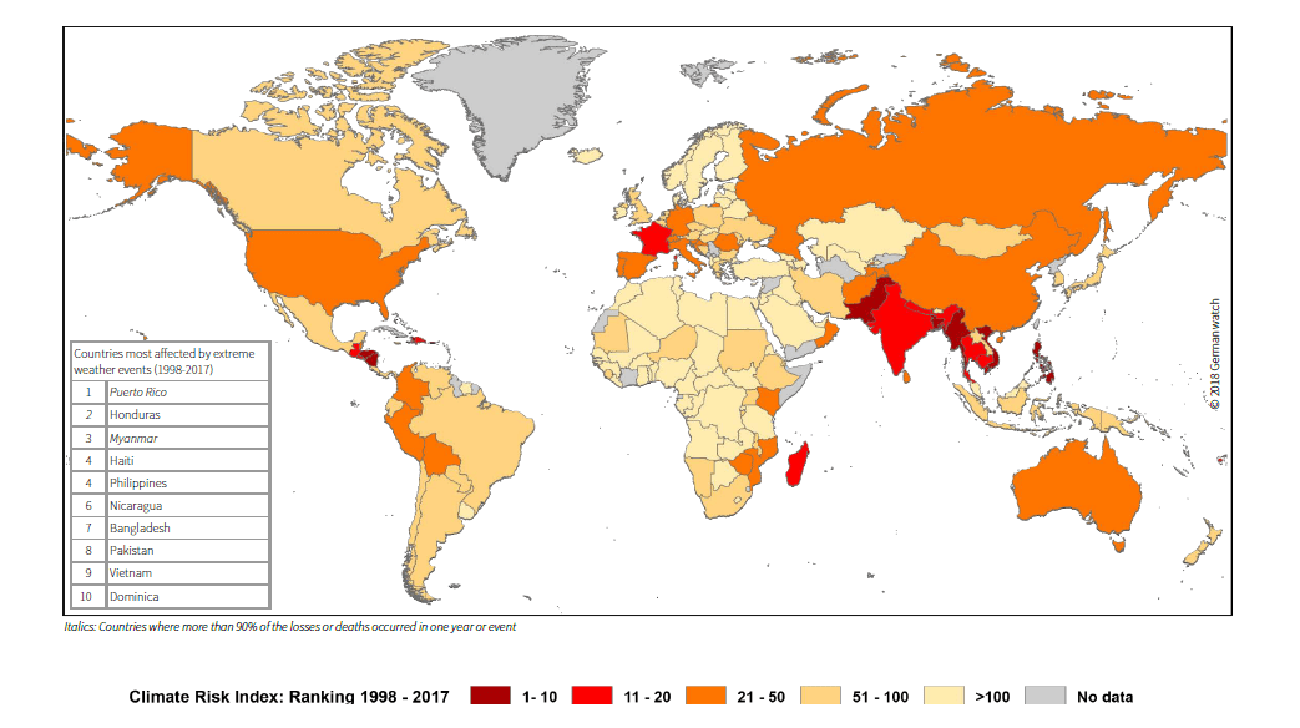 Countries most affected by extreme
weather events (1998-2017)
1 Puerto Rico
2 Honduras
3 Myanmar
4 Haiti
4 Philippines
6 Nicaragua
7 Bangladesh
8 Pakistan
9 Vietnam
10 Dominica
© 2018 Germanwatch
Italics: Countries where more than 90% of the losses or deaths occurred in one year or event
Climate Risk Index: Ranking 1998 - 2017 1 - 10 11 - 20 21 - 50 51 - 100 >100 No data